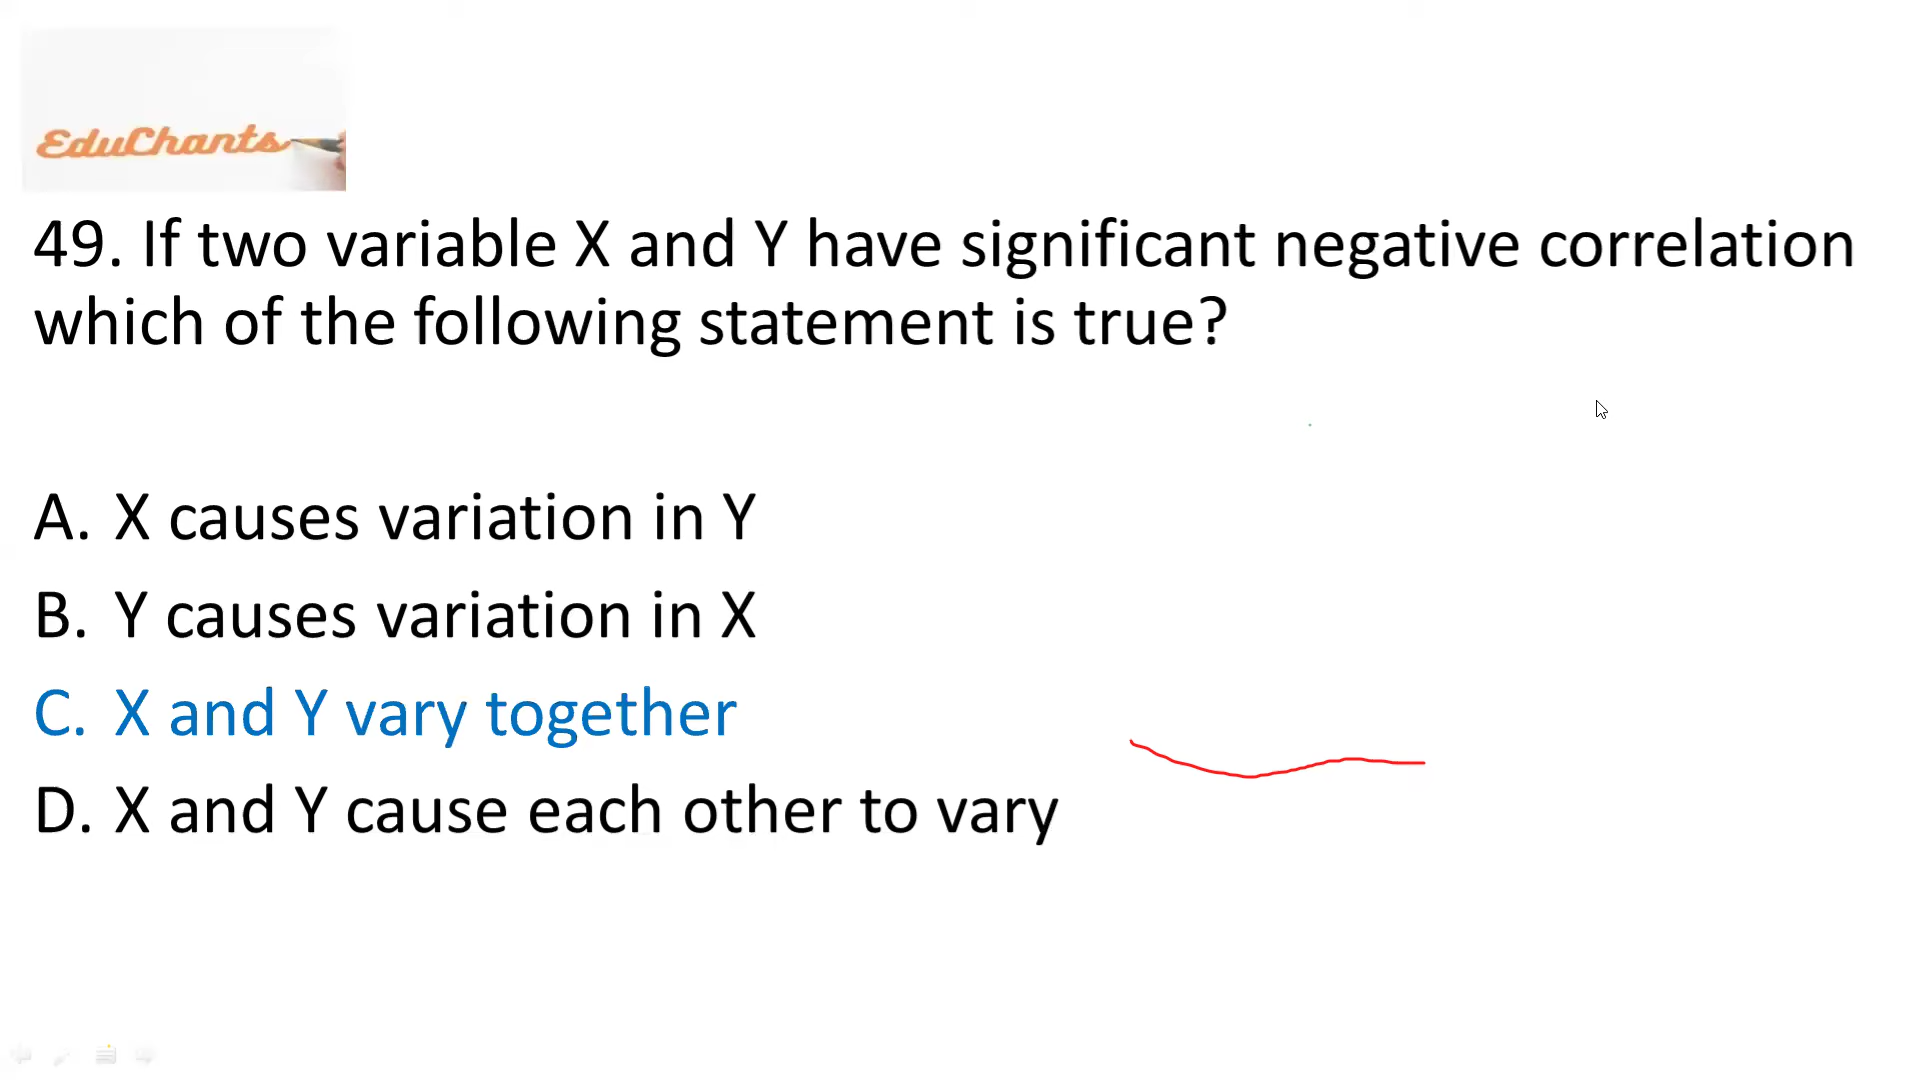 EduChants
49. If two variable X and Y have significant negative correlation
which of the following statement is true?
A. X causes variation in Y
B. Y causes variation in X
C. X and Y vary together
D. X and Y cause each other to vary